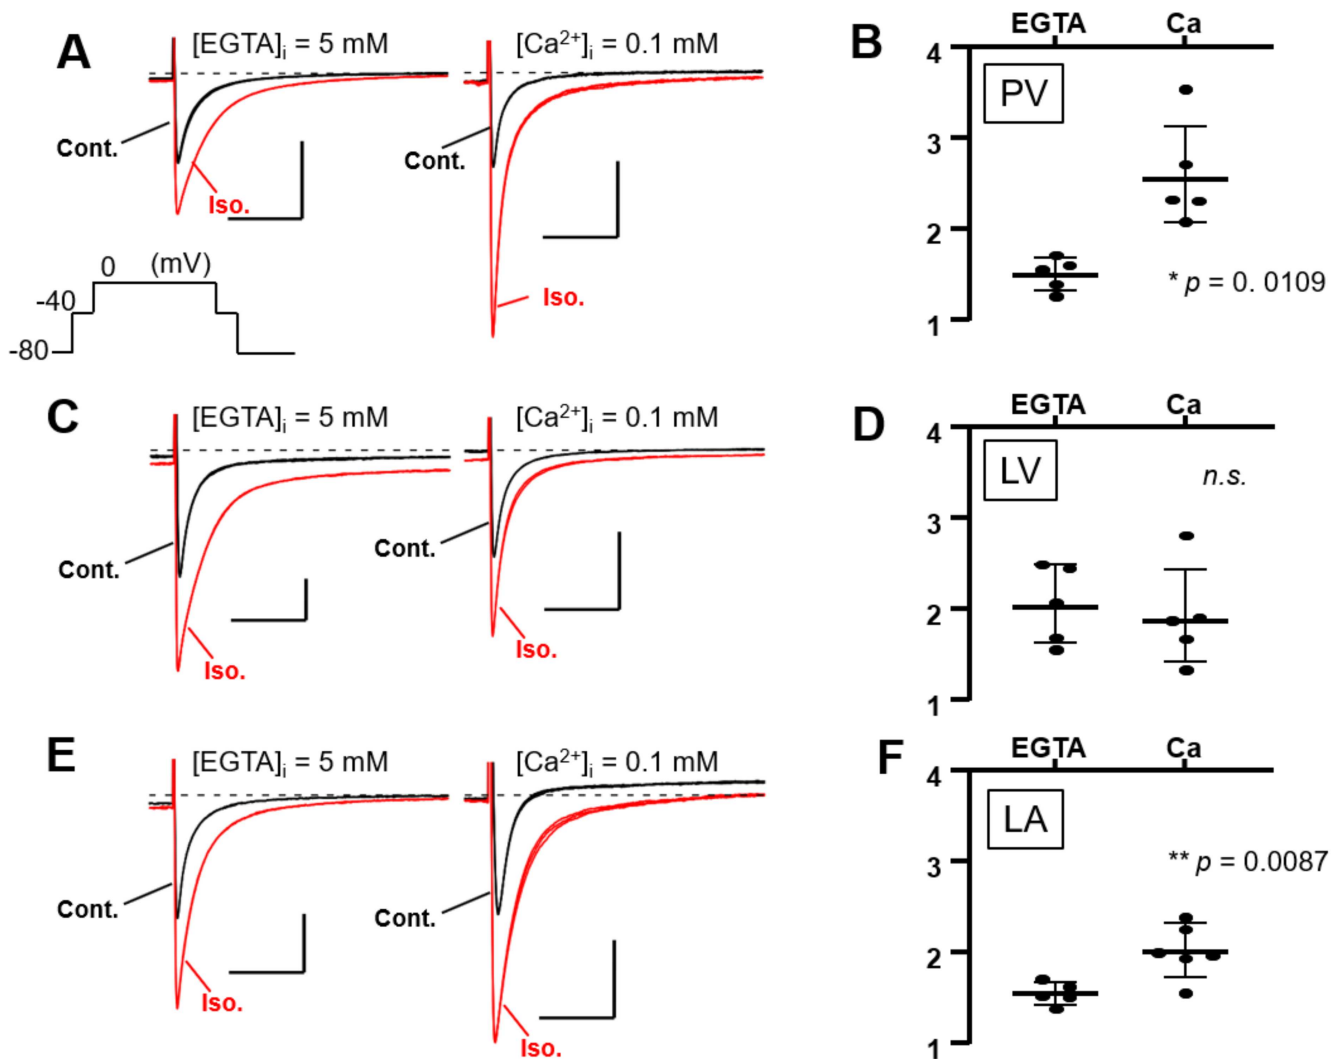 A
[EGTA]i = 5 mM
[Ca2+]i = 0.1 mM
Cont.
Iso.
Cont.
Iso.
0 (mV)
-40
-80
B
EGTA Ca
4
PV
3
2
* p = 0. 0109
1
C
[EGTA]i = 5 mM
[Ca2+]i = 0.1 mM
Cont.
Iso.
Cont.
Iso.
D
EGTA Ca
4
LV
n.s.
3
2
1
E
[EGTA]i = 5 mM
[Ca2+]i = 0.1 mM
Cont.
Iso.
Cont.
Iso.
F
EGTA Ca
4
LA
3
** p = 0.0087
2
1